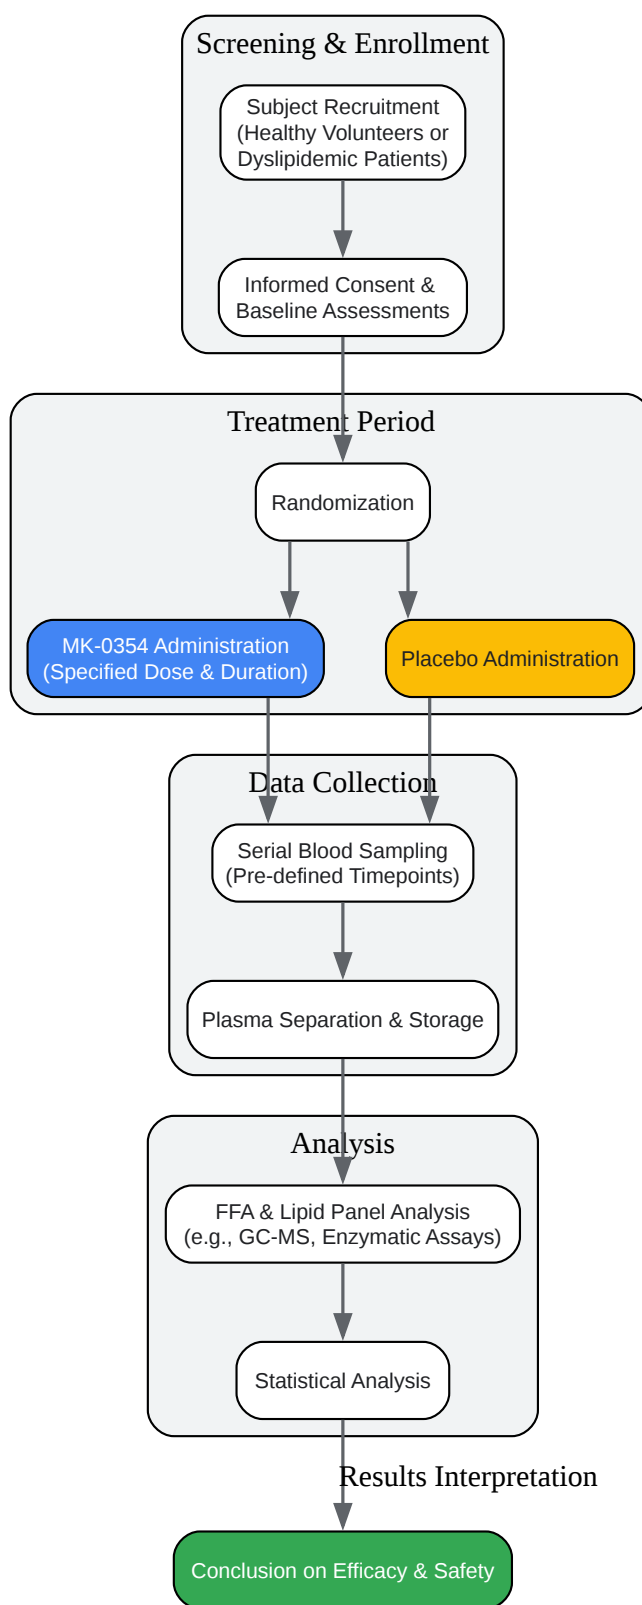 Screening & Enrollment
Subject Recruitment
(Healthy Volunteers or
Dyslipidemic Patients)
Informed Consent &
Baseline Assessments
Treatment Period
Randomization
MK-0354 Administration
(Specified Dose & Duration)
Placebo Administration
Data Collection
Serial Blood Sampling
(Pre-defined Timepoints)
Plasma Separation & Storage
Analysis
FFA & Lipid Panel Analysis
(e.g., GC-MS, Enzymatic Assays)
Statistical Analysis
Results Interpretation
Conclusion on Efficacy & Safety